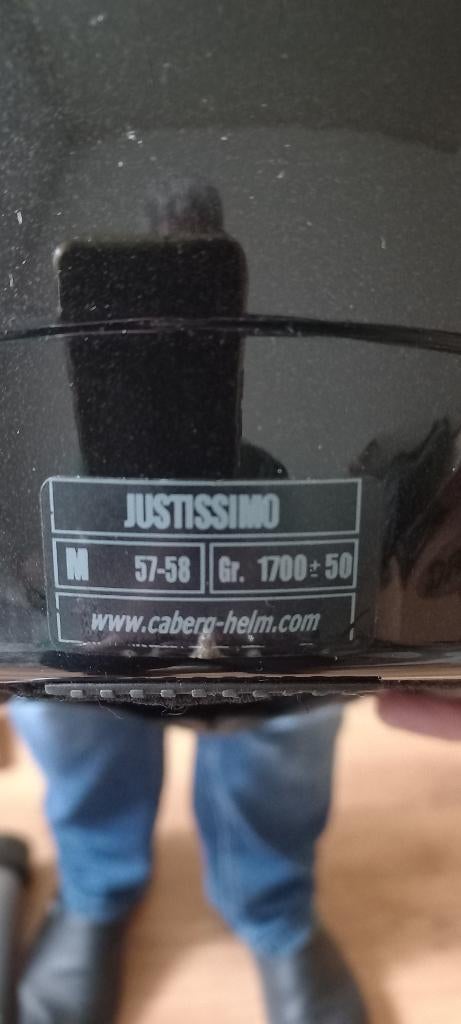 JUSTISSIMO
M 57-58 Gr. 1700 ± 50
www.caberg-helm.com